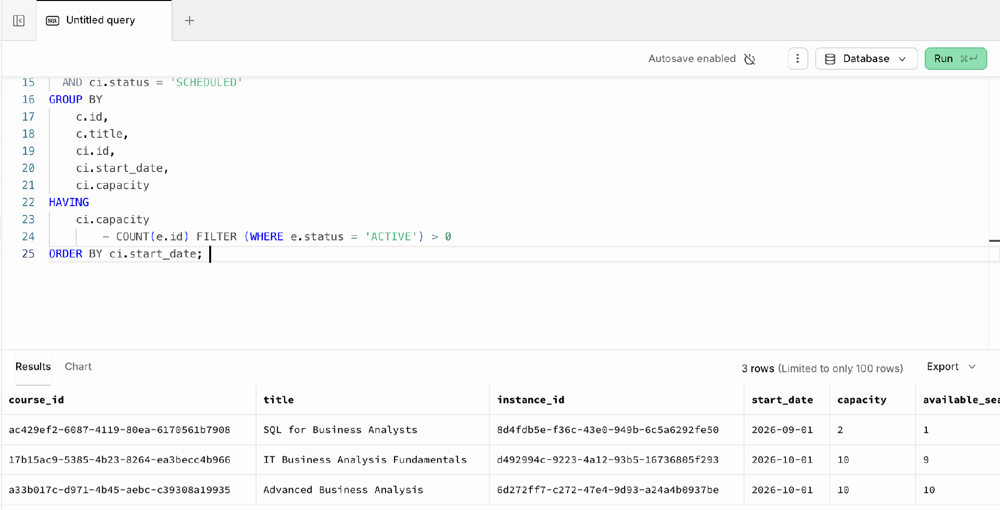 SQL Untitled query +
Autosave enabled Database Run ⌘↵
15 AND ci.status = 'SCHEDULED'
16 GROUP BY
17 c.id,
18 c.title,
19 ci.id,
20 ci.start_date,
21 ci.capacity
22 HAVING
23 ci.capacity
24 - COUNT(e.id) FILTER (WHERE e.status = 'ACTIVE') > 0
25 ORDER BY ci.start_date;
Results Chart 3 rows (Limited to only 100 rows) Export
course_id title instance_id start_date capacity available_sea
ac429ef2-6087-4119-80ea-6170561b7908 SQL for Business Analysts 8d4fdb5e-f36c-43e0-949b-6c5a6292fe50 2026-09-01 2 1
17b15ac9-5385-4b23-8264-ea3becc4b966 IT Business Analysis Fundamentals d492994c-9223-4a12-93b5-16736805f293 2026-10-01 10 9
a33b017c-d971-4b45-aebc-c39308a19935 Advanced Business Analysis 6d272ff7-c272-47e4-9d93-a24a4b0937be 2026-10-01 10 10